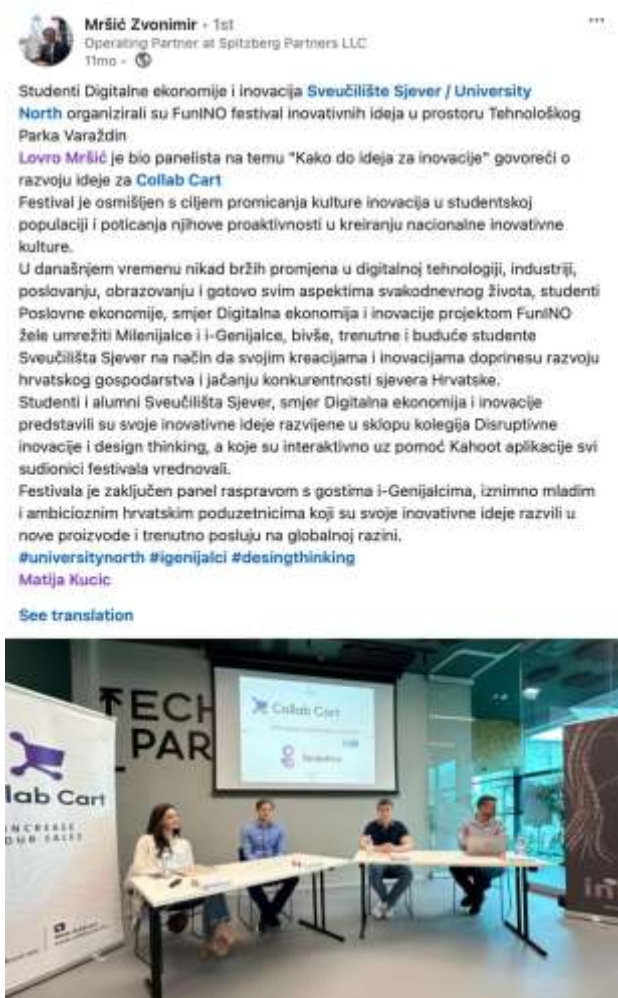 Mršić Zvonimir • 1st
Operating Partner at Spitzberg Partners LLC
11mo •
Studenti Digitalne ekonomije i inovacija Sveučilište Sjever / University
North organizirali su FunINO festival inovativnih ideja u prostoru Tehnološkog
Parka Varaždin
Lovro Mršić je bio panelista na temu "Kako do ideja za inovacije" govoreći o
razvoju ideje za Collab Cart
Festival je osmišljen s ciljem promicanja kulture inovacija u studentskoj
populaciji i poticanja njihove proaktivnosti u kreiranju nacionalne inovativne
kulture.
U današnjem vremenu nikad bržih promjena u digitalnoj tehnologiji, industriji,
poslovanju, obrazovanju i gotovo svim aspektima svakodnevnog života, studenti
Poslovne ekonomije, smjer Digitalna ekonomija i inovacije projektom FunINO
žele umrežiti Milenijalce i i-Genijalce, bivše, trenutne i buduće studente
Sveučilišta Sjever na način da svojim kreacijama i inovacijama doprinesu razvoju
hrvatskog gospodarstva i jačanju konkurentnosti sjevera Hrvatske.
Studenti i alumni Sveučilišta Sjever, smjer Digitalna ekonomija i inovacije
predstavili su svoje inovativne ideje razvijene u sklopu kolegija Disruptivne
inovacije i design thinking, a koje su interaktivno uz pomoć Kahoot aplikacije svi
sudionici festivala vrednovali.
Festivala je zaključen panel raspravom s gostima i-Genijalcima, iznimno mladim
i ambicioznim hrvatskim poduzetnicima koji su svoje inovativne ideje razvili u
nove proizvode i trenutno posluju na globalnoj razini.
#universitynorth #igenijalci #desingthinking
Matija Kucic
See translation
TECH
PAR
Collab Cart
lab Cart
INCREASE
OUR SALES
in